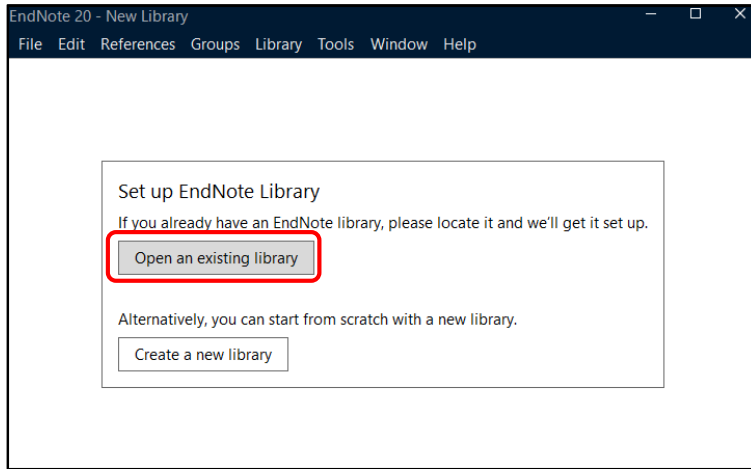 EndNote 20 - New Library
File Edit References Groups Library Tools Window Help
Set up EndNote Library
If you already have an EndNote library, please locate it and we'll get it set up.
Open an existing library
Alternatively, you can start from scratch with a new library.
Create a new library